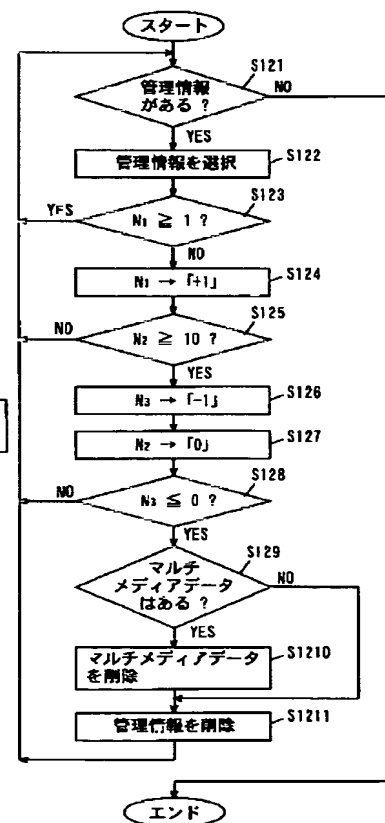 スタート
S121
管理情報
がある ?
NO
YES
管理情報を選択
S122
S123
YES
N1 ≧ 1 ?
NO
N1 → 「+1」
S124
S125
NO
N2 ≧ 10 ?
YES
N3 → 「-1」
S126
N2 → 「0」
S127
S128
NO
N3 ≦ 0 ?
YES
S129
マルチ
メディアデータ
はある ?
NO
YES
マルチメディアデータ
を削除
S1210
管理情報を削除
S1211
エンド